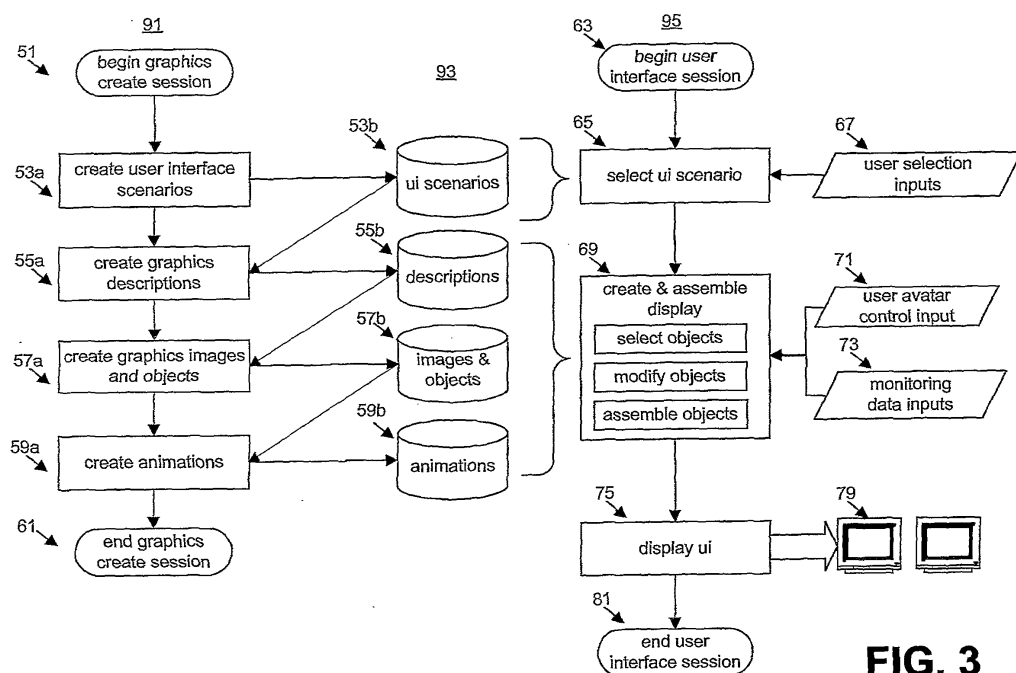 91
51
begin graphics
create session
53a
create user interface
scenarios
55a
create graphics
descriptions
57a
create graphics images
and objects
59a
create animations
61
end graphics
create session
93
53b
ui scenarios
55b
descriptions
57b
images &
objects
59b
animations
95
63
begin user
interface session
65
select ui scenario
67
user selection
inputs
69
create & assemble
display
select objects
modify objects
assemble objects
71
user avatar
control input
73
monitoring
data inputs
75
display ui
79
81
end user
interface session
FIG. 3